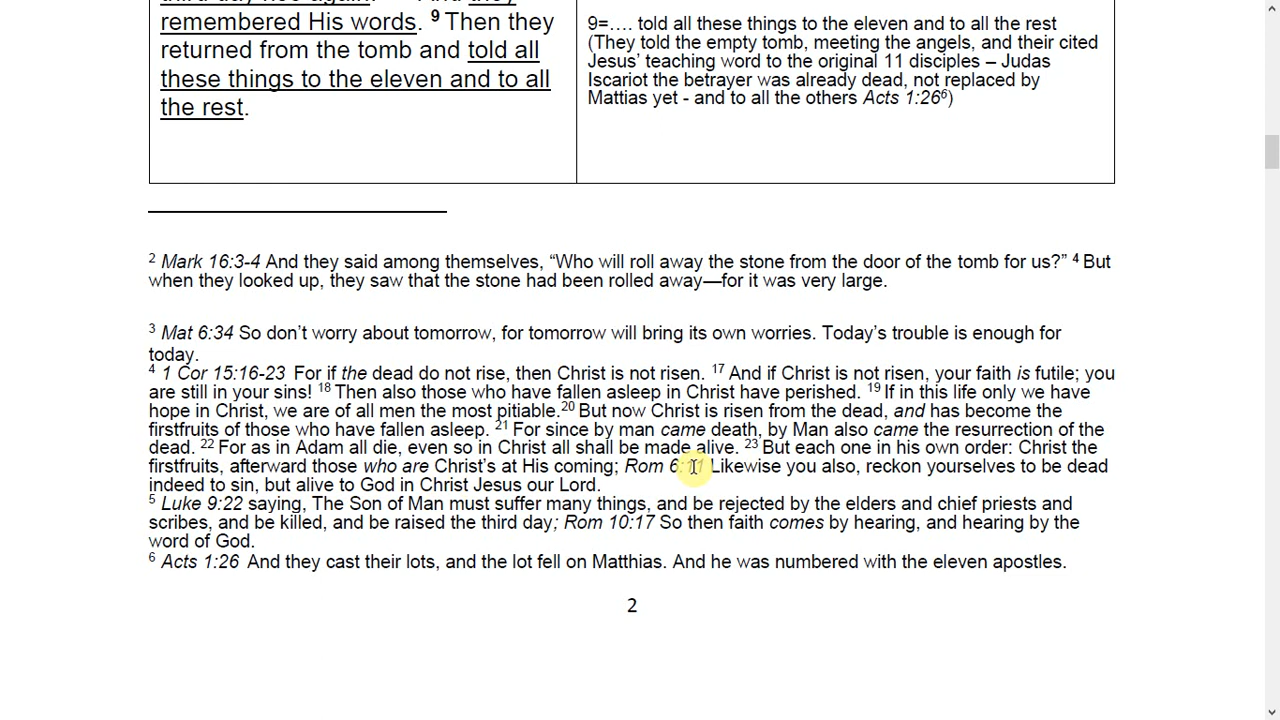 remembered His words. 9 Then they
returned from the tomb and told all
these things to the eleven and to all
the rest.
9=…. told all these things to the eleven and to all the rest
(They told the empty tomb, meeting the angels, and their cited
Jesus’ teaching word to the original 11 disciples – Judas
Iscariot the betrayer was already dead, not replaced by
Mattias yet - and to all the others Acts 1:26⁶)
2 Mark 16:3-4 And they said among themselves, “Who will roll away the stone from the door of the tomb for us?” 4 But
when they looked up, they saw that the stone had been rolled away—for it was very large.
3 Mat 6:34 So don’t worry about tomorrow, for tomorrow will bring its own worries. Today’s trouble is enough for
today.
4 1 Cor 15:16-23 For if the dead do not rise, then Christ is not risen. 17 And if Christ is not risen, your faith is futile; you
are still in your sins! 18 Then also those who have fallen asleep in Christ have perished. 19 If in this life only we have
hope in Christ, we are of all men the most pitiable.20 But now Christ is risen from the dead, and has become the
firstfruits of those who have fallen asleep. 21 For since by man came death, by Man also came the resurrection of the
dead. 22 For as in Adam all die, even so in Christ all shall be made alive. 23 But each one in his own order: Christ the
firstfruits, afterward those who are Christ’s at His coming; Rom 6:11 Likewise you also, reckon yourselves to be dead
indeed to sin, but alive to God in Christ Jesus our Lord.
5 Luke 9:22 saying, The Son of Man must suffer many things, and be rejected by the elders and chief priests and
scribes, and be killed, and be raised the third day; Rom 10:17 So then faith comes by hearing, and hearing by the
word of God.
6 Acts 1:26 And they cast their lots, and the lot fell on Matthias. And he was numbered with the eleven apostles.
2